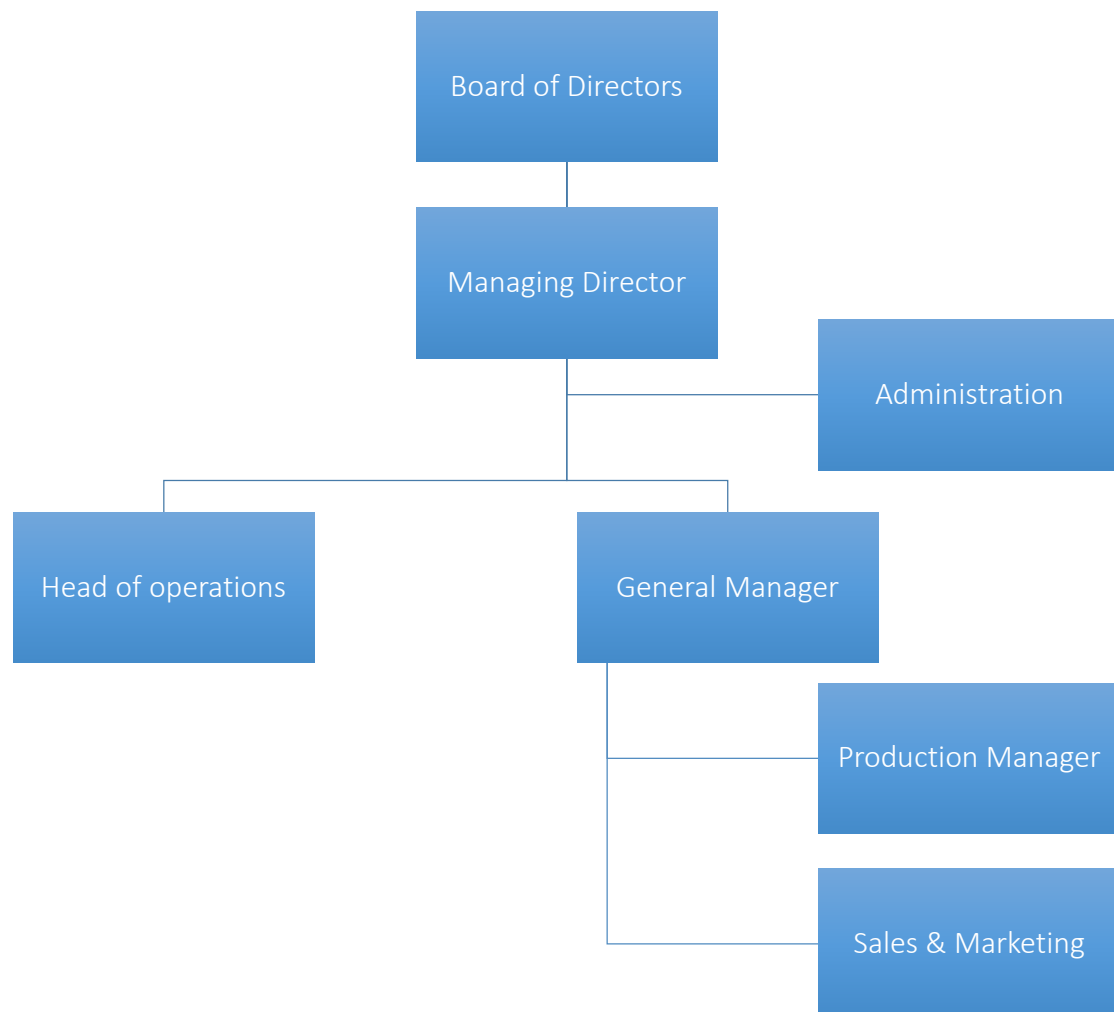 Board of Directors
Managing Director
Administration
Head of operations
General Manager
Production Manager
Sales & Marketing